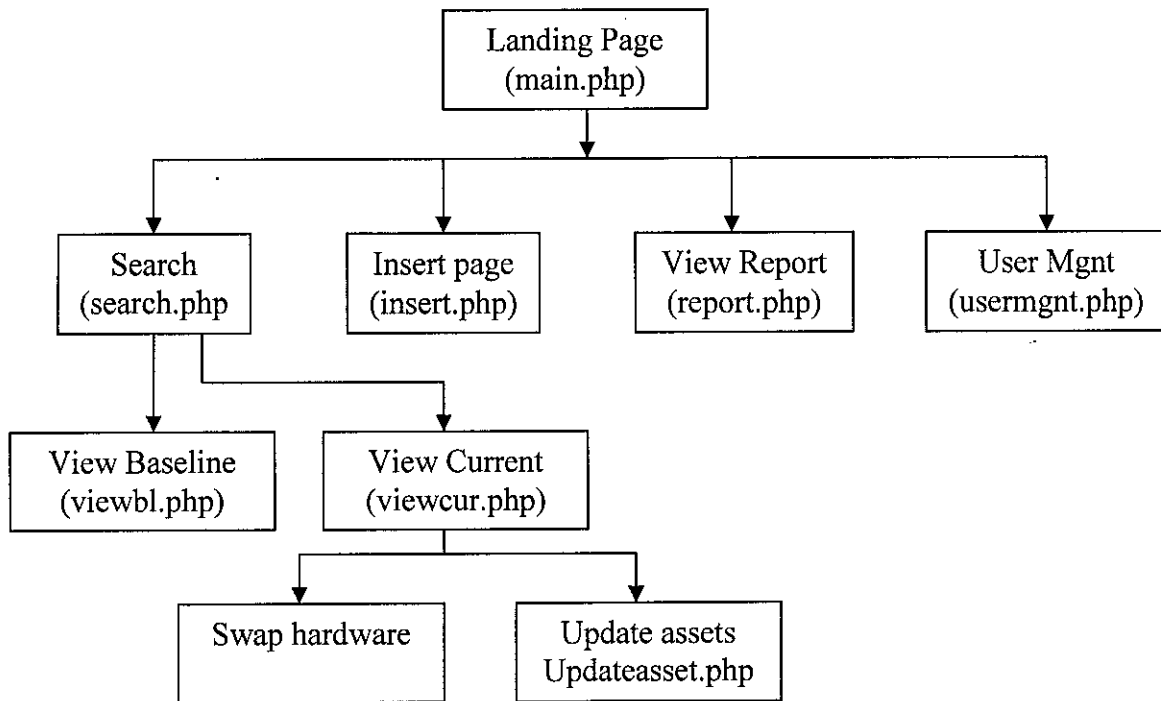 Landing Page
(main.php)
Search
(search.php
Insert page
(insert.php)
View Report
(report.php)
User Mgnt
(usermgnt.php)
View Baseline
(viewbl.php)
View Current
(viewcur.php)
Swap hardware
Update assets
Updateasset.php